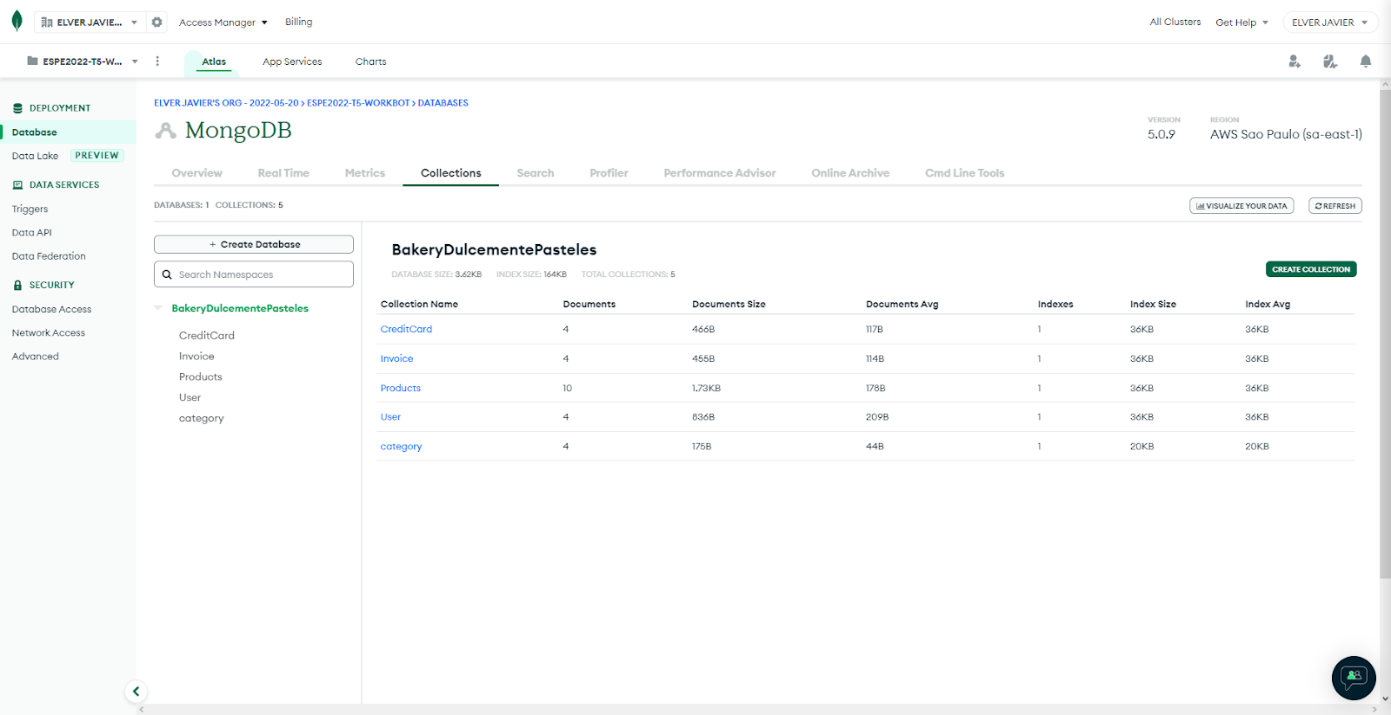 ELVER JAVIE... Access Manager Billing All Clusters Get Help ELVER JAVIER
ESPE2022-T5-W... Atlas App Services Charts
DEPLOYMENT
Database
Data Lake PREVIEW
DATA SERVICES
Triggers
Data API
Data Federation
SECURITY
Database Access
Network Access
Advanced
ELVER JAVIER'S ORG - 2022-05-20 > ESPE2022-T5-WORKBOT > DATABASES
MongoDB
VERSION
5.0.9
REGION
AWS Sao Paulo (sa-east-1)
Overview Real Time Metrics Collections Search Profiler Performance Advisor Online Archive Cmd Line Tools
DATABASES: 1 COLLECTIONS: 5
VISUALIZE YOUR DATA REFRESH
+ Create Database
Search Namespaces
BakeryDulcementePasteles
CreditCard
Invoice
Products
User
category
BakeryDulcementePasteles
DATABASE SIZE: 3.62KB INDEX SIZE: 164KB TOTAL COLLECTIONS: 5
CREATE COLLECTION
Collection Name Documents Documents Size Documents Avg Indexes Index Size Index Avg
CreditCard 4 466B 117B 1 36KB 36KB
Invoice 4 455B 114B 1 36KB 36KB
Products 10 1.73KB 178B 1 36KB 36KB
User 4 836B 209B 1 36KB 36KB
category 4 175B 44B 1 20KB 20KB